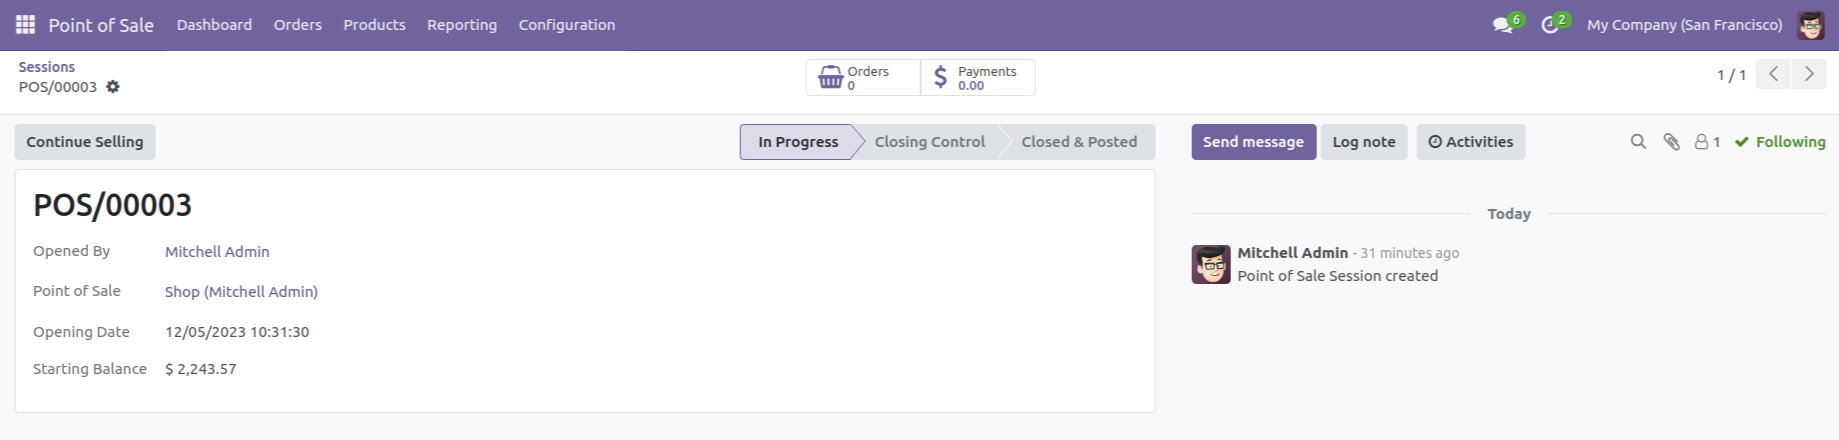 Point of Sale Dashboard Orders Products Reporting Configuration 6 2 My Company (San Francisco)
Sessions
POS/00003
Orders
0
Payments
0.00
1 / 1
Continue Selling
In Progress Closing Control Closed & Posted
Send message Log note Activities 1 Following
POS/00003
Opened By Mitchell Admin
Point of Sale Shop (Mitchell Admin)
Opening Date 12/05/2023 10:31:30
Starting Balance $ 2,243.57
Today
Mitchell Admin - 31 minutes ago
Point of Sale Session created